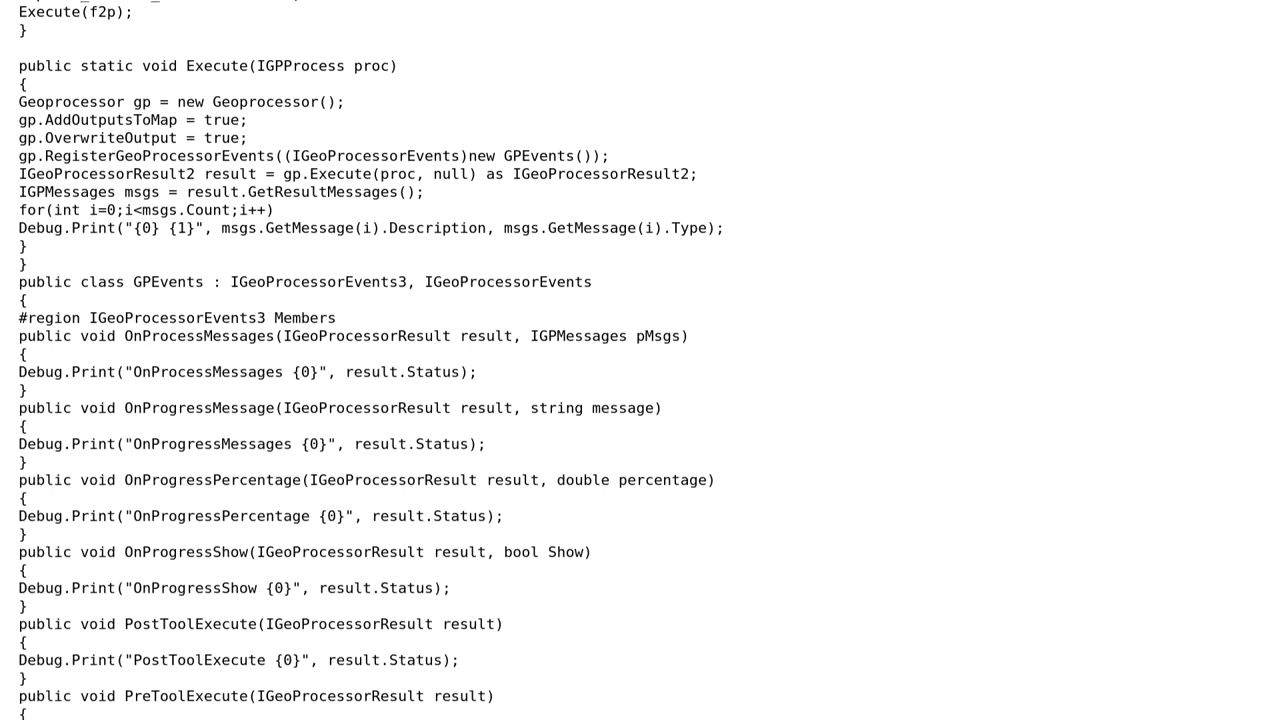 Execute(f2p);
}
public static void Execute(IGPProcess proc)
{
Geoprocessor gp = new Geoprocessor();
gp.AddOutputsToMap = true;
gp.OverwriteOutput = true;
gp.RegisterGeoProcessorEvents((IGeoProcessorEvents)new GPEvents());
IGeoProcessorResult2 result = gp.Execute(proc, null) as IGeoProcessorResult2;
IGPMessages msgs = result.GetResultMessages();
for(int i=0;i<msgs.Count;i++)
Debug.Print("{0} {1}", msgs.GetMessage(i).Description, msgs.GetMessage(i).Type);
}
}
public class GPEvents : IGeoProcessorEvents3, IGeoProcessorEvents
{
#region IGeoProcessorEvents3 Members
public void OnProcessMessages(IGeoProcessorResult result, IGPMessages pMsgs)
{
Debug.Print("OnProcessMessages {0}", result.Status);
}
public void OnProgressMessage(IGeoProcessorResult result, string message)
{
Debug.Print("OnProgressMessages {0}", result.Status);
}
public void OnProgressPercentage(IGeoProcessorResult result, double percentage)
{
Debug.Print("OnProgressPercentage {0}", result.Status);
}
public void OnProgressShow(IGeoProcessorResult result, bool Show)
{
Debug.Print("OnProgressShow {0}", result.Status);
}
public void PostToolExecute(IGeoProcessorResult result)
{
Debug.Print("PostToolExecute {0}", result.Status);
}
public void PreToolExecute(IGeoProcessorResult result)
{